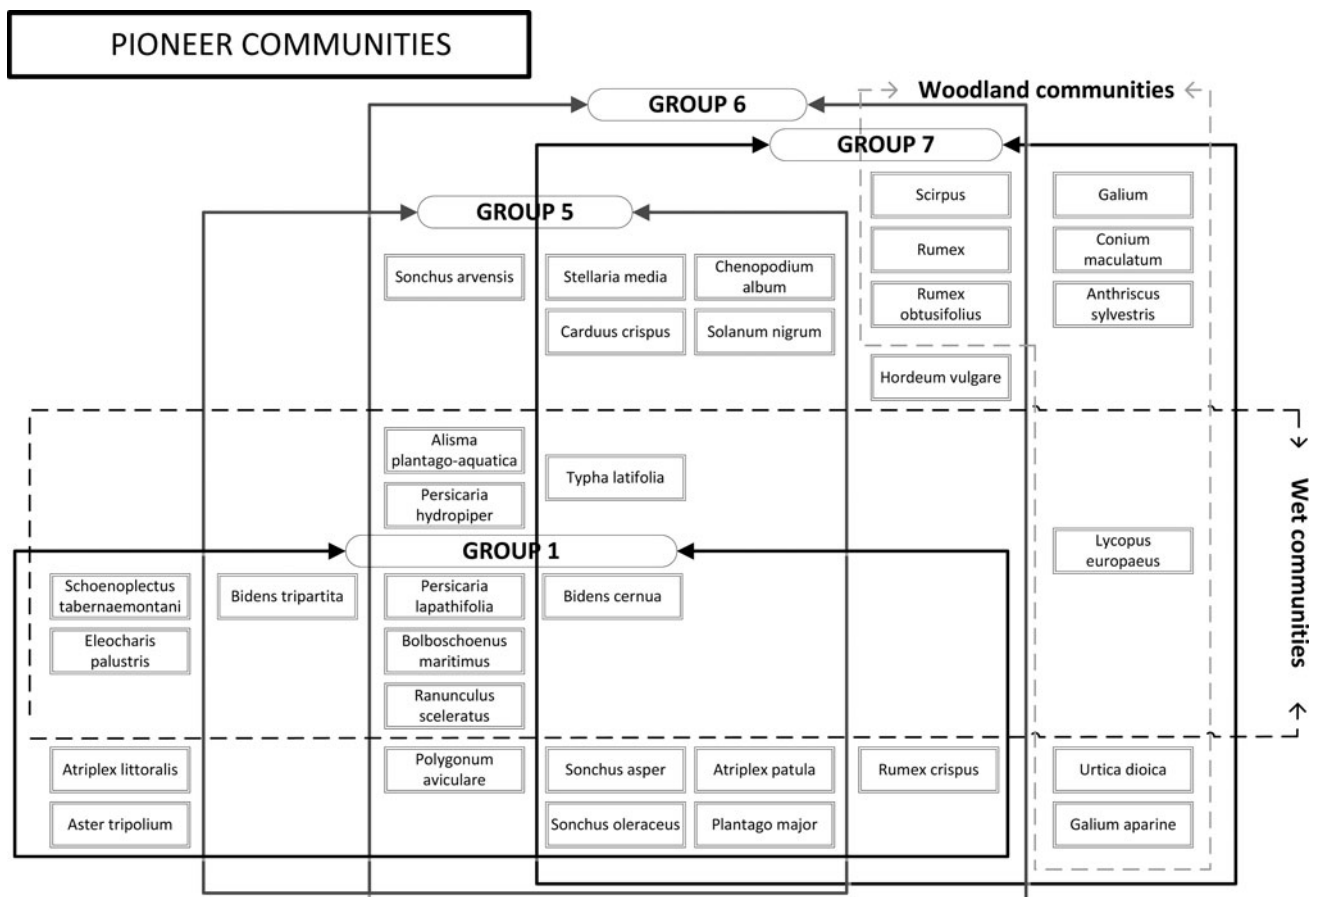 PIONEER COMMUNITIES
Woodland communities
GROUP 6
GROUP 7
Scirpus
Galium
GROUP 5
Rumex
Conium
maculatum
Sonchus arvensis
Stellaria media
Chenopodium
album
Rumex
obtusifolius
Anthriscus
sylvestris
Carduus crispus
Solanum nigrum
Hordeum vulgare
Alisma
plantago-aquatica
Typha latifolia
Persicaria
hydropiper
Wet communities
GROUP 1
Lycopus
europaeus
Schoenoplectus
tabernaemontani
Bidens tripartita
Persicaria
lapathifolia
Bidens cernua
Eleocharis
palustris
Bolboschoenus
maritimus
Ranunculus
sceleratus
Atriplex littoralis
Polygonum
aviculare
Sonchus asper
Atriplex patula
Rumex crispus
Urtica dioica
Aster tripolium
Sonchus oleraceus
Plantago major
Galium aparine